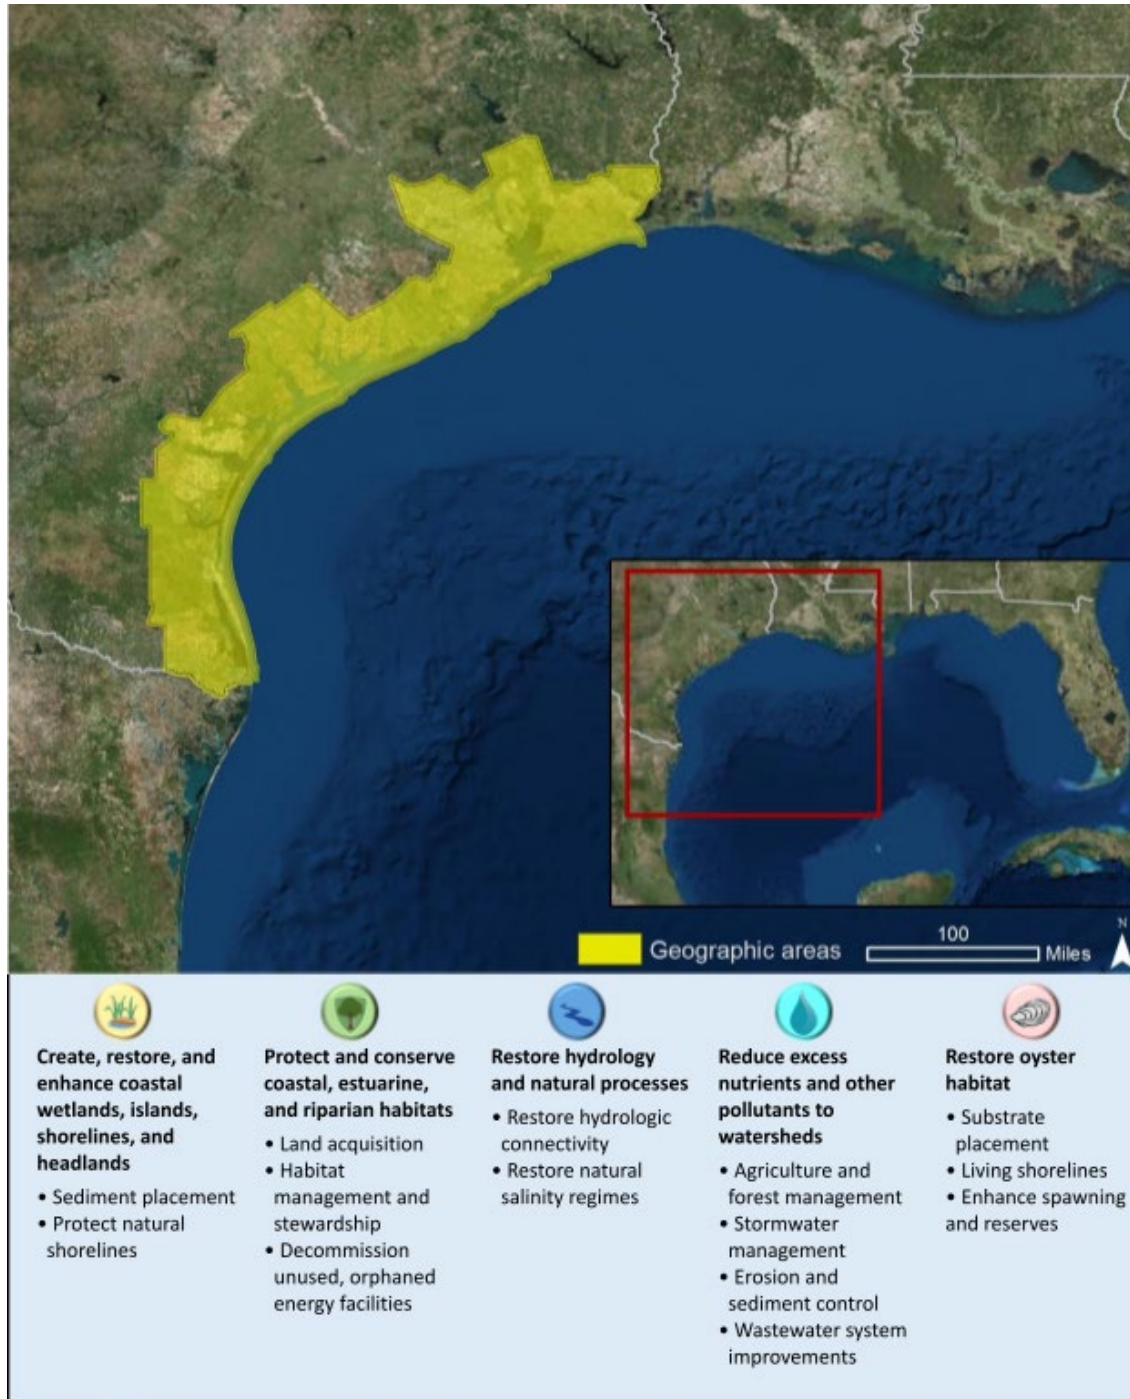 Geographic areas
100
Miles
N
Create, restore, and
enhance coastal
wetlands, islands,
shorelines, and
headlands
• Sediment placement
• Protect natural
shorelines
Protect and conserve
coastal, estuarine,
and riparian habitats
• Land acquisition
• Habitat
management and
stewardship
• Decommission
unused, orphaned
energy facilities
Restore hydrology
and natural processes
• Restore hydrologic
connectivity
• Restore natural
salinity regimes
Reduce excess
nutrients and other
pollutants to
watersheds
• Agriculture and
forest management
• Stormwater
management
• Erosion and
sediment control
• Wastewater system
improvements
Restore oyster
habitat
• Substrate
placement
• Living shorelines
• Enhance spawning
and reserves